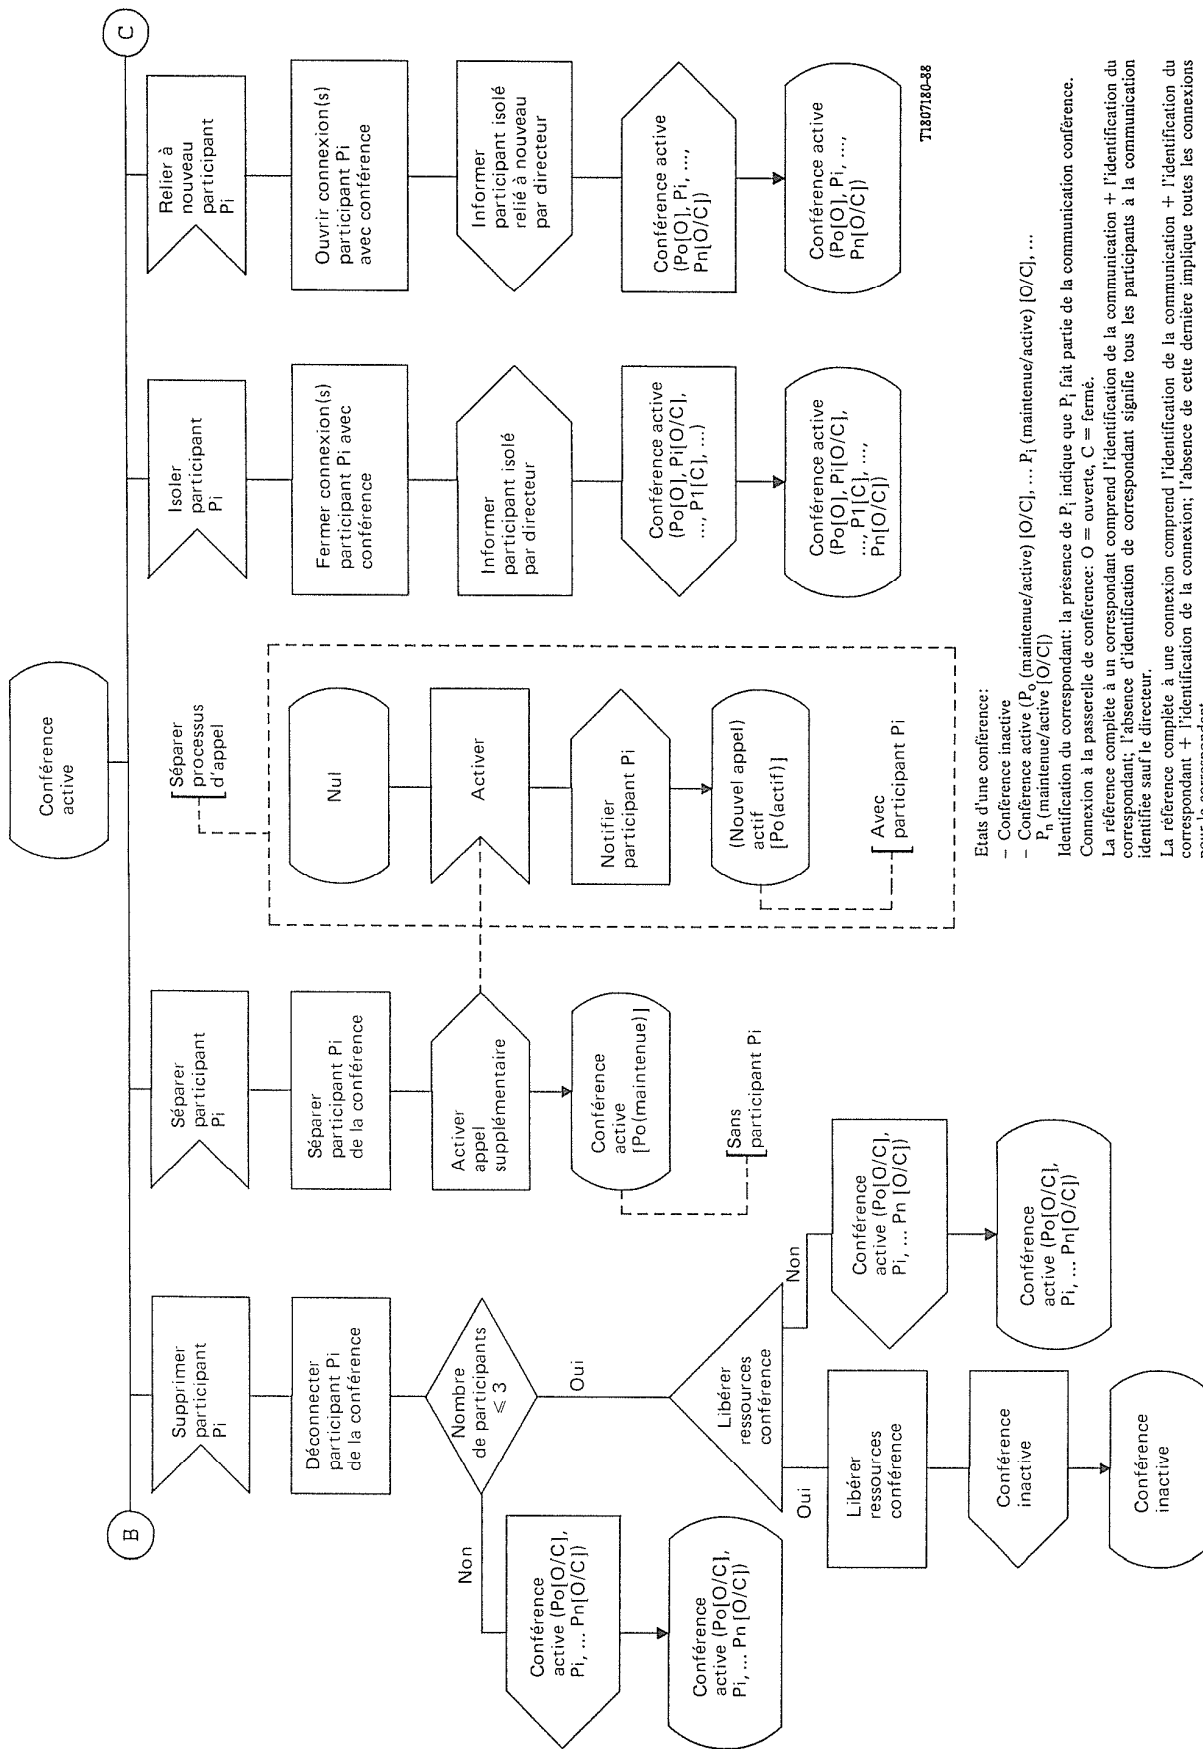 Conférence
active
B
C
Supprimer
participant
Pi
Déconnecter
participant Pi
de la conférence
Nombre
de participants
⩽ 3
Non
Oui
Conférence
active (Po[O/C],
Pi, ... Pn[O/C])
Conférence
active (Po[O/C],
Pi, ... Pn [O/C])
Libérer
ressources
conférence
Oui
Non
Libérer
ressources
conférence
Conférence
inactive
Conférence
inactive
Conférence
active (Po[O/C],
Pi, ... Pn [O/C])
Conférence
active (Po[O/C],
Pi, ... Pn[O/C])
Séparer
participant
Pi
Séparer
participant Pi
de la conférence
Activer
appel
supplémentaire
Conférence
active
[Po(maintenue)]
Sans
participant Pi
Séparer
processus
d'appel
Nul
Activer
Notifier
participant Pi
(Nouvel appel)
actif
[Po(actif)]
Avec
participant Pi
Isoler
participant
Pi
Fermer connexion(s)
participant Pi avec
conférence
Informer
participant isolé
par directeur
Conférence active
(Po[O], Pi[O/C],
..., P1[C], ...)
Conférence active
(Po[O], Pi[O/C],
..., P1[C], ...,
Pn[O/C])
Relier à
nouveau
participant
Pi
Ouvrir connexion(s)
participant Pi
avec conférence
Informer
participant isolé
relié à nouveau
par directeur
Conférence active
(Po[O], Pi, ...,
Pn[O/C])
Conférence active
(Po[O], Pi, ...,
Pn[O/C])
T1807180-88
Etats d'une conférence:
– Conférence inactive
– Conférence active (Po (maintenue/active) [O/C], ... Pi (maintenue/active) [O/C], ...
Pn (maintenue/active [O/C])
Identification du correspondant: la présence de Pi indique que Pi fait partie de la communication conférence.
Connexion à la passerelle de conférence: O = ouverte, C = fermé.
La référence complète à un correspondant comprend l'identification de la communication + l'identification du
correspondant; l'absence d'identification de correspondant signifie tous les participants à la communication
identifiée sauf le directeur.
La référence complète à une connexion comprend l'identification de la communication + l'identification du
correspondant + l'identification de la connexion; l'absence de cette dernière implique toutes les connexions
pour le correspondant